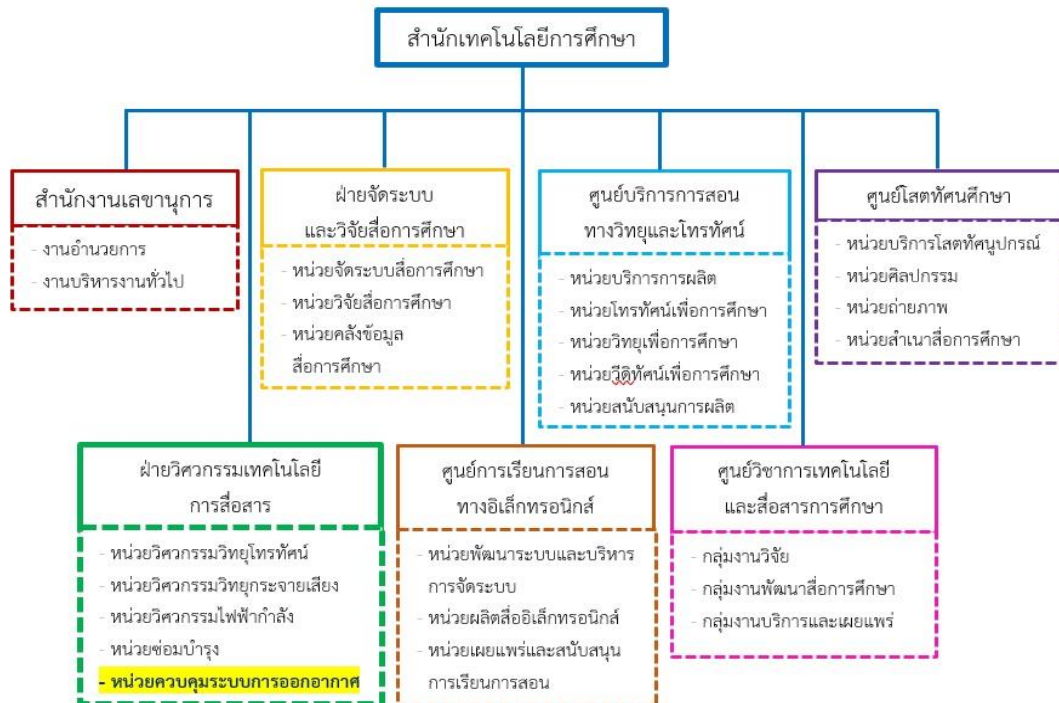 สำนักเทคโนโลยีการศึกษา
สำนักงานเลขานุการ
- งานอำนวยการ
- งานบริหารงานทั่วไป
ฝ่ายจัดระบบ
และวิจัยสื่อการศึกษา
- หน่วยจัดระบบสื่อการศึกษา
- หน่วยวิจัยสื่อการศึกษา
- หน่วยคลังข้อมูล
สื่อการศึกษา
ศูนย์บริการการสอน
ทางวิทยุและโทรทัศน์
- หน่วยบริการการผลิต
- หน่วยโทรทัศน์เพื่อการศึกษา
- หน่วยวิทยุเพื่อการศึกษา
- หน่วยวีดิทัศน์เพื่อการศึกษา
- หน่วยสนับสนุนการผลิต
ศูนย์โสตทัศนศึกษา
- หน่วยบริการโสตทัศนูปกรณ์
- หน่วยศิลปกรรม
- หน่วยถ่ายภาพ
- หน่วยสำเนาสื่อการศึกษา
ฝ่ายวิศวกรรมเทคโนโลยี
การสื่อสาร
- หน่วยวิศวกรรมวิทยุโทรทัศน์
- หน่วยวิศวกรรมวิทยุกระจายเสียง
- หน่วยวิศวกรรมไฟฟ้ากำลัง
- หน่วยซ่อมบำรุง
- หน่วยควบคุมระบบการออกอากาศ
ศูนย์การเรียนการสอน
ทางอิเล็กทรอนิกส์
- หน่วยพัฒนาระบบและบริหาร
การจัดระบบ
- หน่วยผลิตสื่ออิเล็กทรอนิกส์
- หน่วยเผยแพร่และสนับสนุน
การเรียนการสอน
ศูนย์วิชาการเทคโนโลยี
และสื่อสารการศึกษา
- กลุ่มงานวิจัย
- กลุ่มงานพัฒนาสื่อการศึกษา
- กลุ่มงานบริการและเผยแพร่